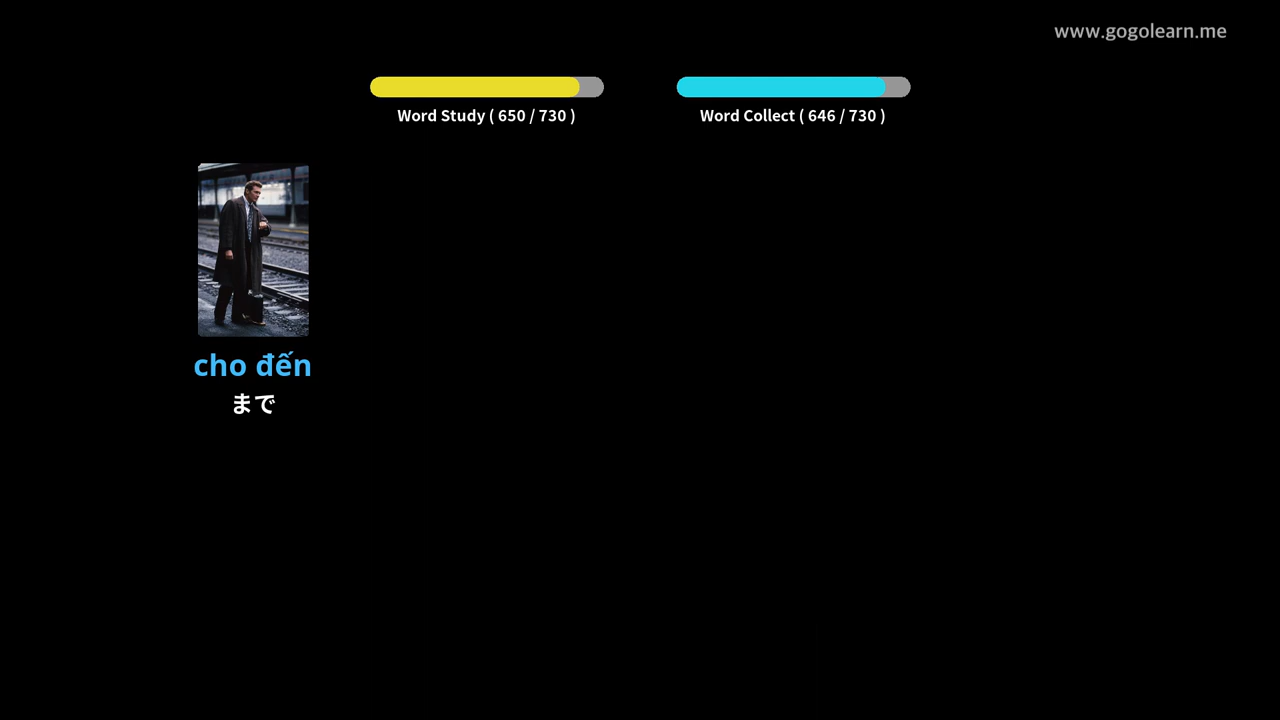 www.gogolearn.me
Word Study ( 650 / 730 )
Word Collect ( 646 / 730 )
cho đến
まで